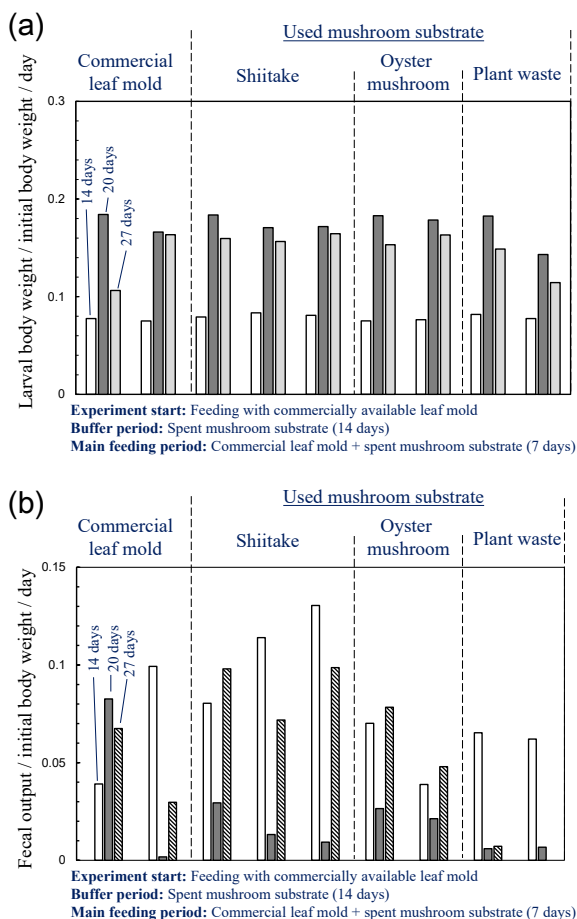 (a)
Used mushroom substrate
Commercial
leaf mold
Shiitake
Oyster
mushroom
Plant waste
Larval body weight / initial body weight / day
0.3
0.2
0.1
0
14 days
20 days
27 days
Experiment start: Feeding with commercially available leaf mold
Buffer period: Spent mushroom substrate (14 days)
Main feeding period: Commercial leaf mold + spent mushroom substrate (7 days)
(b)
Used mushroom substrate
Commercial
leaf mold
Shiitake
Oyster
mushroom
Plant waste
Fecal output / initial body weight / day
0.15
0.1
0.05
0
14 days
20 days
27 days
Experiment start: Feeding with commercially available leaf mold
Buffer period: Spent mushroom substrate (14 days)
Main feeding period: Commercial leaf mold + spent mushroom substrate (7 days)